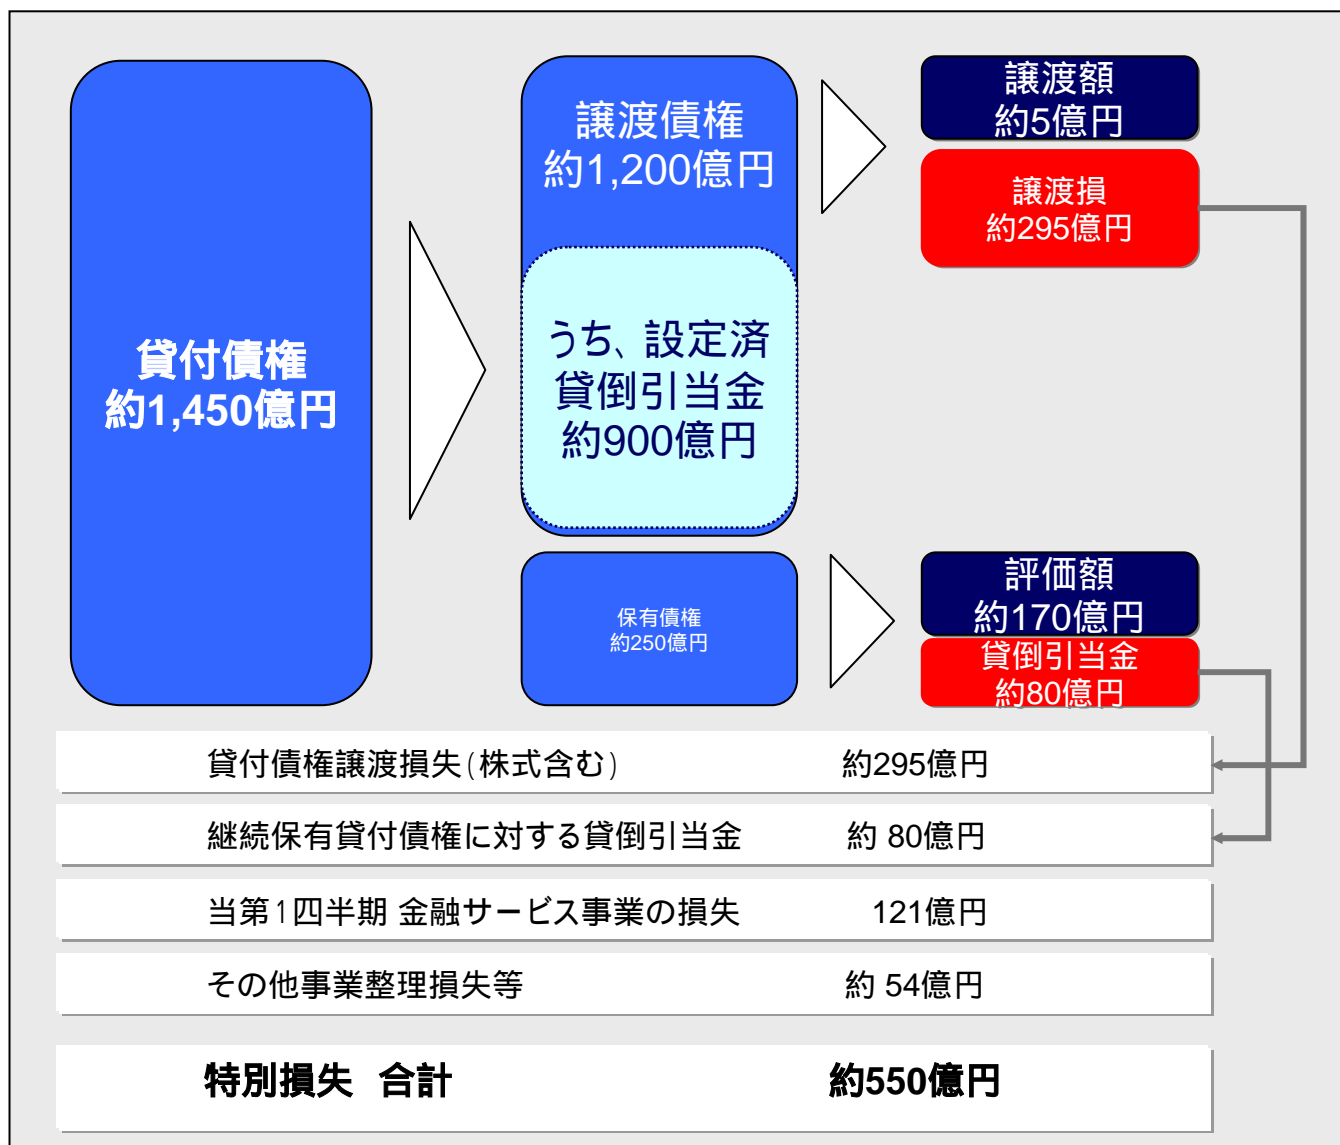 貸付債権
約1,450億円
譲渡債権
約1,200億円
うち、設定済
貸倒引当金
約900億円
保有債権
約250億円
譲渡額
約5億円
譲渡損
約295億円
評価額
約170億円
貸倒引当金
約80億円
貸付債権譲渡損失(株式含む) 約295億円
継続保有貸付債権に対する貸倒引当金 約 80億円
当第1四半期 金融サービス事業の損失 121億円
その他事業整理損失等 約 54億円
特別損失 合計 約550億円